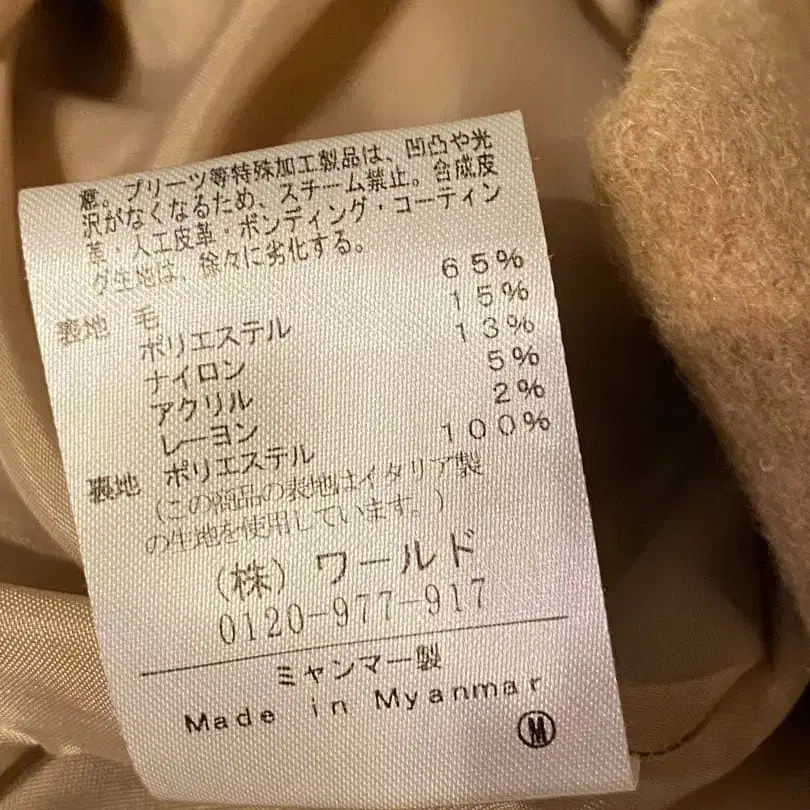 意。プリーツ等特殊加工製品は、凹凸や光
沢がなくなるため、スチーム禁止。合成皮
革・人工皮革・ボンディング・コーティン
グ生地は、徐々に劣化する。
表地 毛 65%
ポリエステル 15%
ナイロン 13%
アクリル 5%
レーヨン 2%
裏地 ポリエステル 100%
(この商品の表地はイタリア製
の生地を使用しています。)
(株) ワールド
0120-977-917
ミャンマー製
Made in Myanmar
M